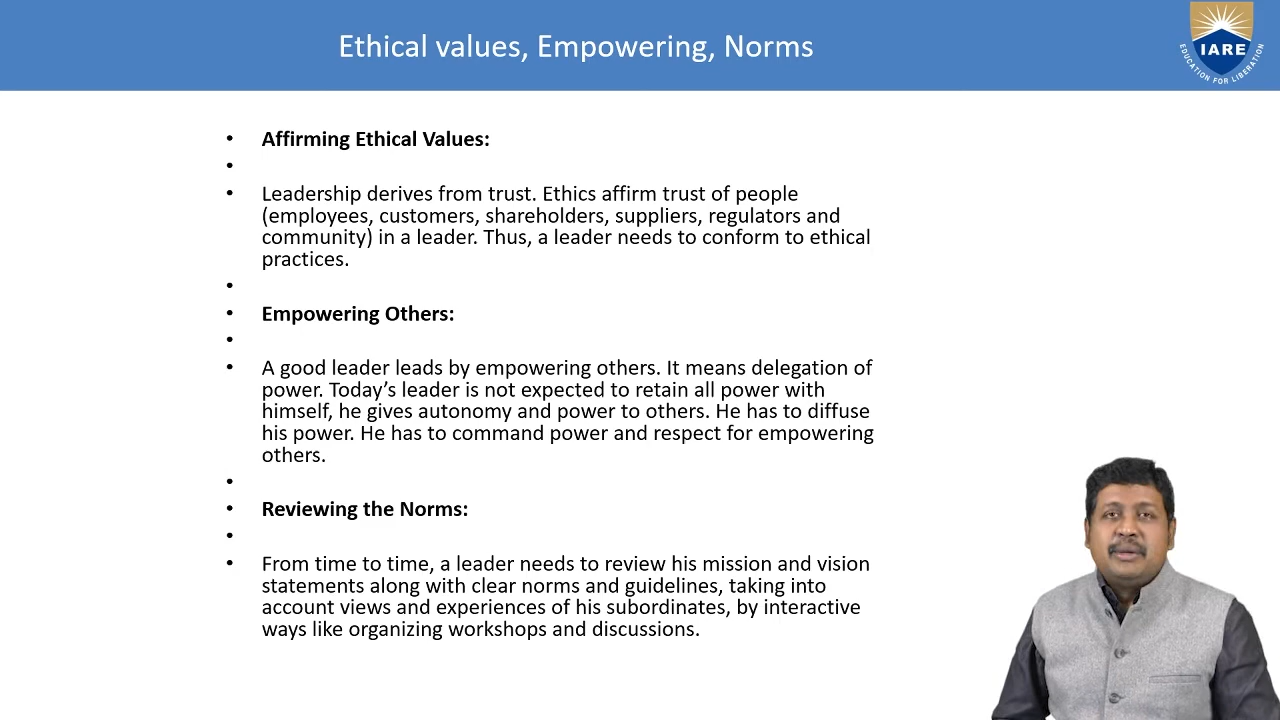 Ethical values, Empowering, Norms
IARE
EDUCATION FOR LIBERATION
• Affirming Ethical Values:
•
• Leadership derives from trust. Ethics affirm trust of people
(employees, customers, shareholders, suppliers, regulators and
community) in a leader. Thus, a leader needs to conform to ethical
practices.
•
• Empowering Others:
•
• A good leader leads by empowering others. It means delegation of
power. Today’s leader is not expected to retain all power with
himself, he gives autonomy and power to others. He has to diffuse
his power. He has to command power and respect for empowering
others.
•
• Reviewing the Norms:
•
• From time to time, a leader needs to review his mission and vision
statements along with clear norms and guidelines, taking into
account views and experiences of his subordinates, by interactive
ways like organizing workshops and discussions.